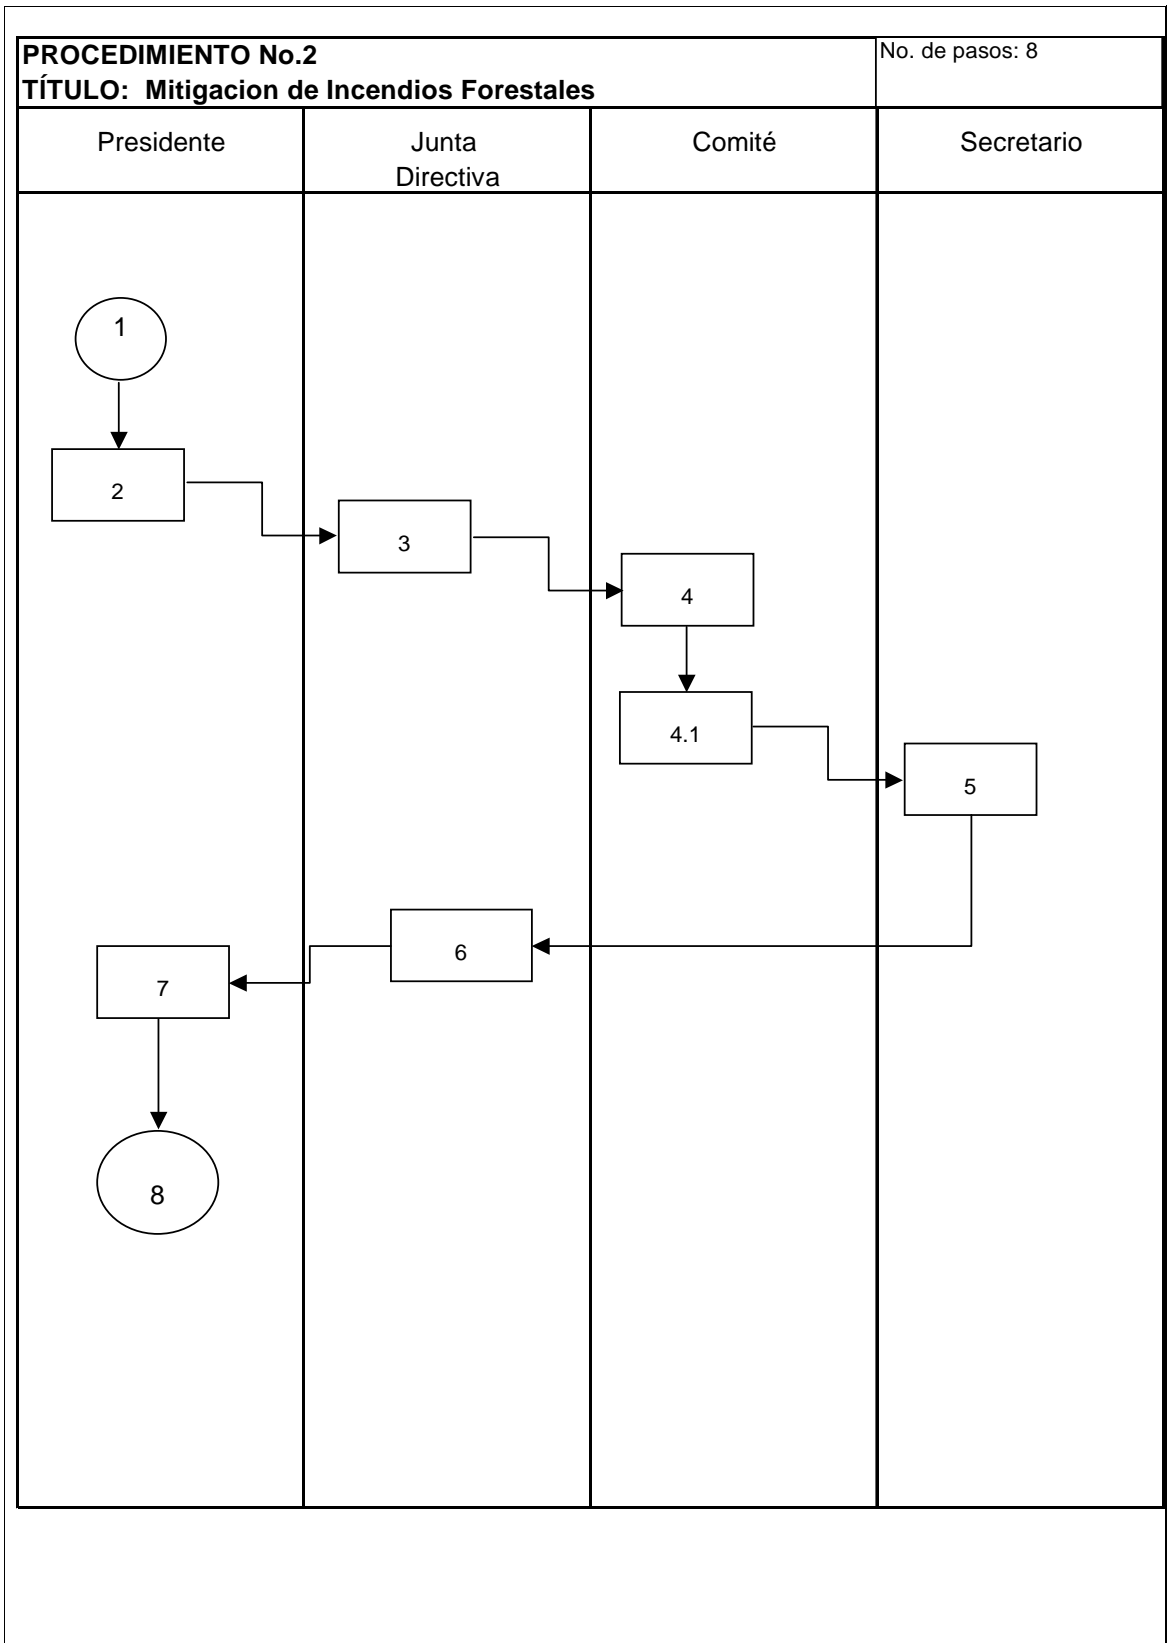 PROCEDIMIENTO No.2
TÍTULO: Mitigacion de Incendios Forestales
No. de pasos: 8
Presidente
Junta
Directiva
Comité
Secretario
1
2
3
4
4.1
5
6
7
8